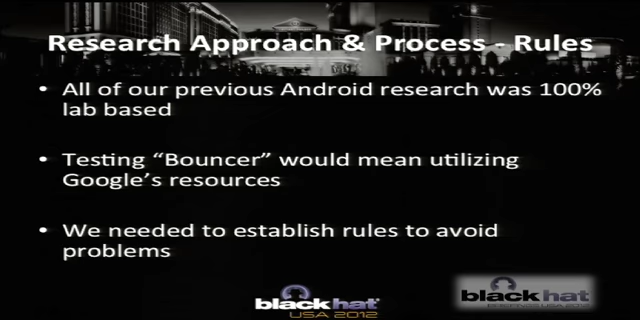 Research Approach & Process - Rules
• All of our previous Android research was 100%
lab based
• Testing “Bouncer” would mean utilizing
Google’s resources
• We needed to establish rules to avoid
problems
black hat
USA 2012
black hat
USA 2012